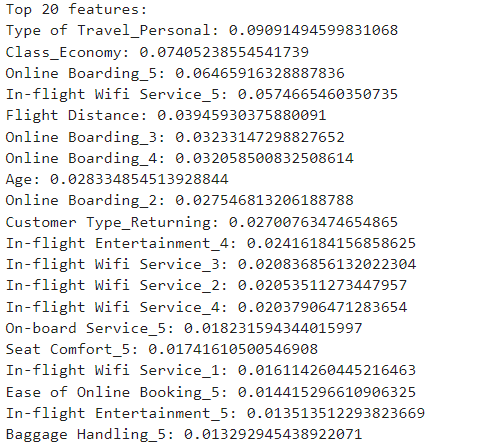 Top 20 features:
Type of Travel_Personal: 0.09091494599831068
Class_Economy: 0.07405238554541739
Online Boarding_5: 0.06465916328887836
In-flight Wifi Service_5: 0.0574665460350735
Flight Distance: 0.03945930375880091
Online Boarding_3: 0.03233147298827652
Online Boarding_4: 0.032058500832508614
Age: 0.028334854513928844
Online Boarding_2: 0.027546813206188788
Customer Type_Returning: 0.02700763474654865
In-flight Entertainment_4: 0.02416184156858625
In-flight Wifi Service_3: 0.020836856132022304
In-flight Wifi Service_2: 0.02053511273447957
In-flight Wifi Service_4: 0.02037906471283654
On-board Service_5: 0.018231594344015997
Seat Comfort_5: 0.01741610500546908
In-flight Wifi Service_1: 0.016114260445216463
Ease of Online Booking_5: 0.014415296610906325
In-flight Entertainment_5: 0.013513512293823669
Baggage Handling_5: 0.013292945438922071